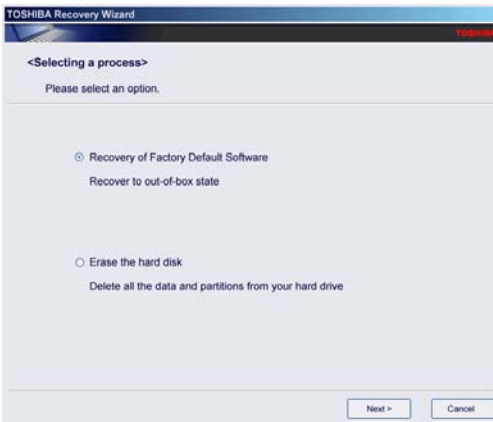 TOSHIBA Recovery Wizard
TOSHIBA
<Selecting a process>
Please select an option.
Recovery of Factory Default Software
Recover to out-of-box state
Erase the hard disk
Delete all the data and partitions from your hard drive
Next >
Cancel